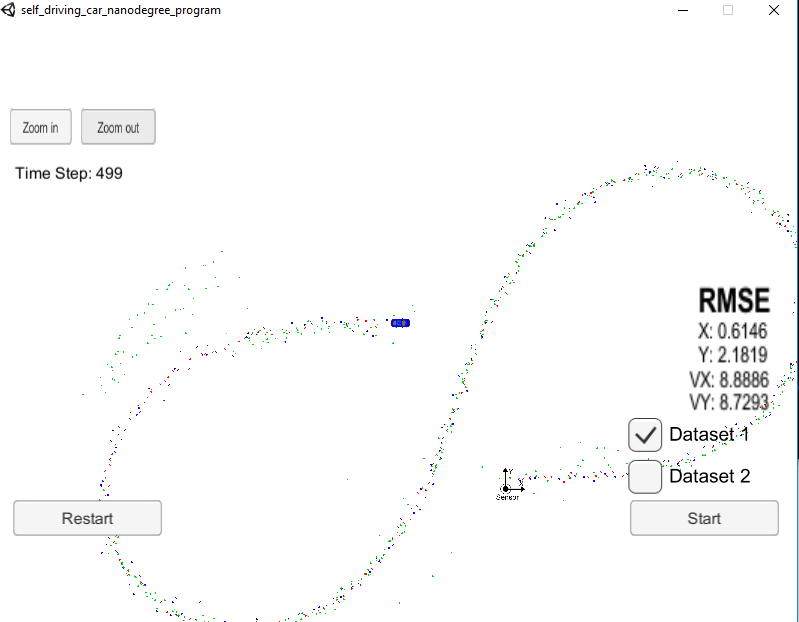 self_driving_car_nanodegree_program
Zoom in
Zoom out
Time Step: 499
RMSE
X: 0.6146
Y: 2.1819
VX: 8.8886
VY: 8.7293
Dataset 1
Y
X
Sensor
Dataset 2
Restart
Start